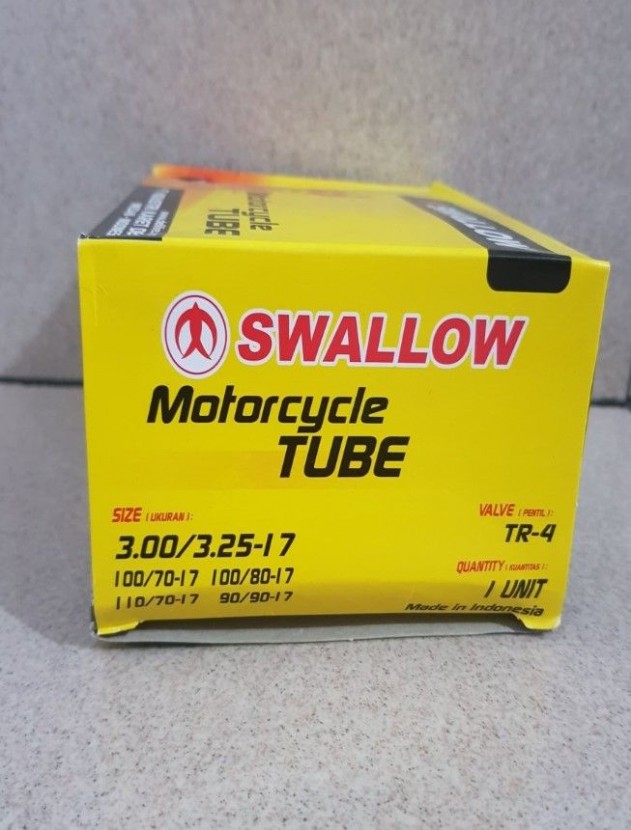 Motorcycle
TUBE
SWALLOW
SWALLOW
Motorcycle
TUBE
SIZE (UKURAN):
3.00/3.25-17
100/70-17 100/80-17
110/70-17 90/90-17
VALVE (PENTIL):
TR-4
QUANTITY (KUANTITAS):
1 UNIT
Made in Indonesia